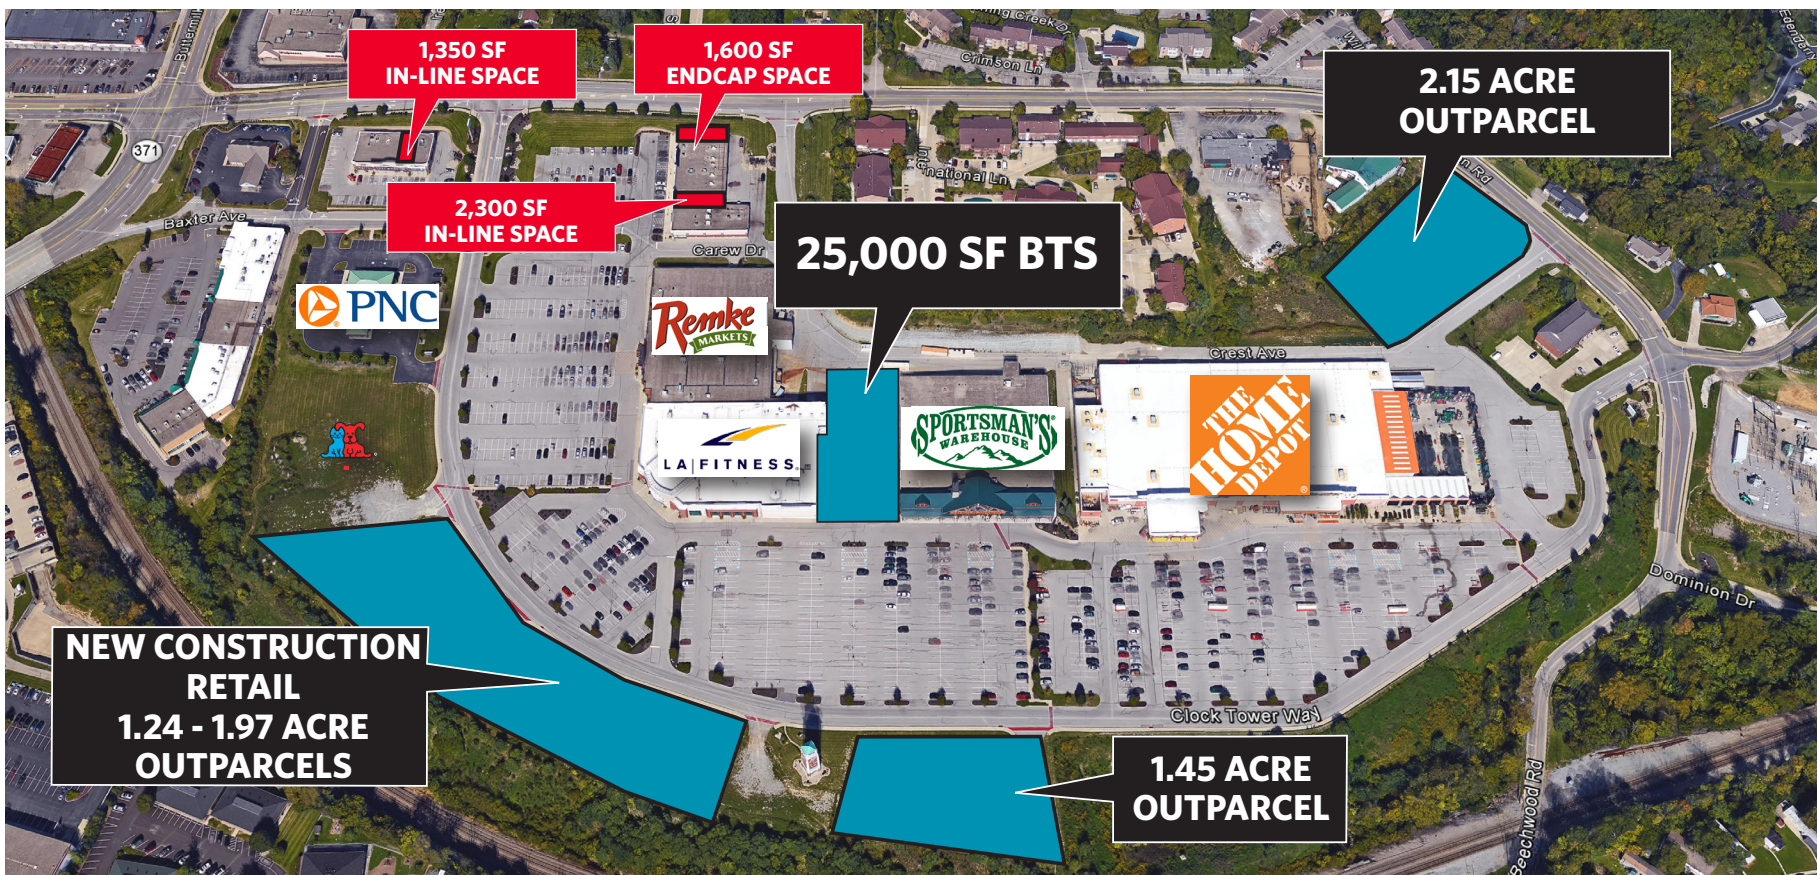 1,350 SF
IN-LINE SPACE
1,600 SF
ENDCAP SPACE
2.15 ACRE
OUTPARCEL
Crimson Ln
371
2,300 SF
IN-LINE SPACE
Inte
national Ln
n Rd
Baxter Ave
Carew Dr
25,000 SF BTS
PNC
Remke
MARKETS
Crest Ave
LA|FITNESS
SPORTSMAN'S
WAREHOUSE
THE
HOME
DEPOT
Dominion Dr
NEW CONSTRUCTION
RETAIL
1.24 - 1.97 ACRE
OUTPARCELS
Clock Tower Way
1.45 ACRE
OUTPARCEL
Beechwood Rd